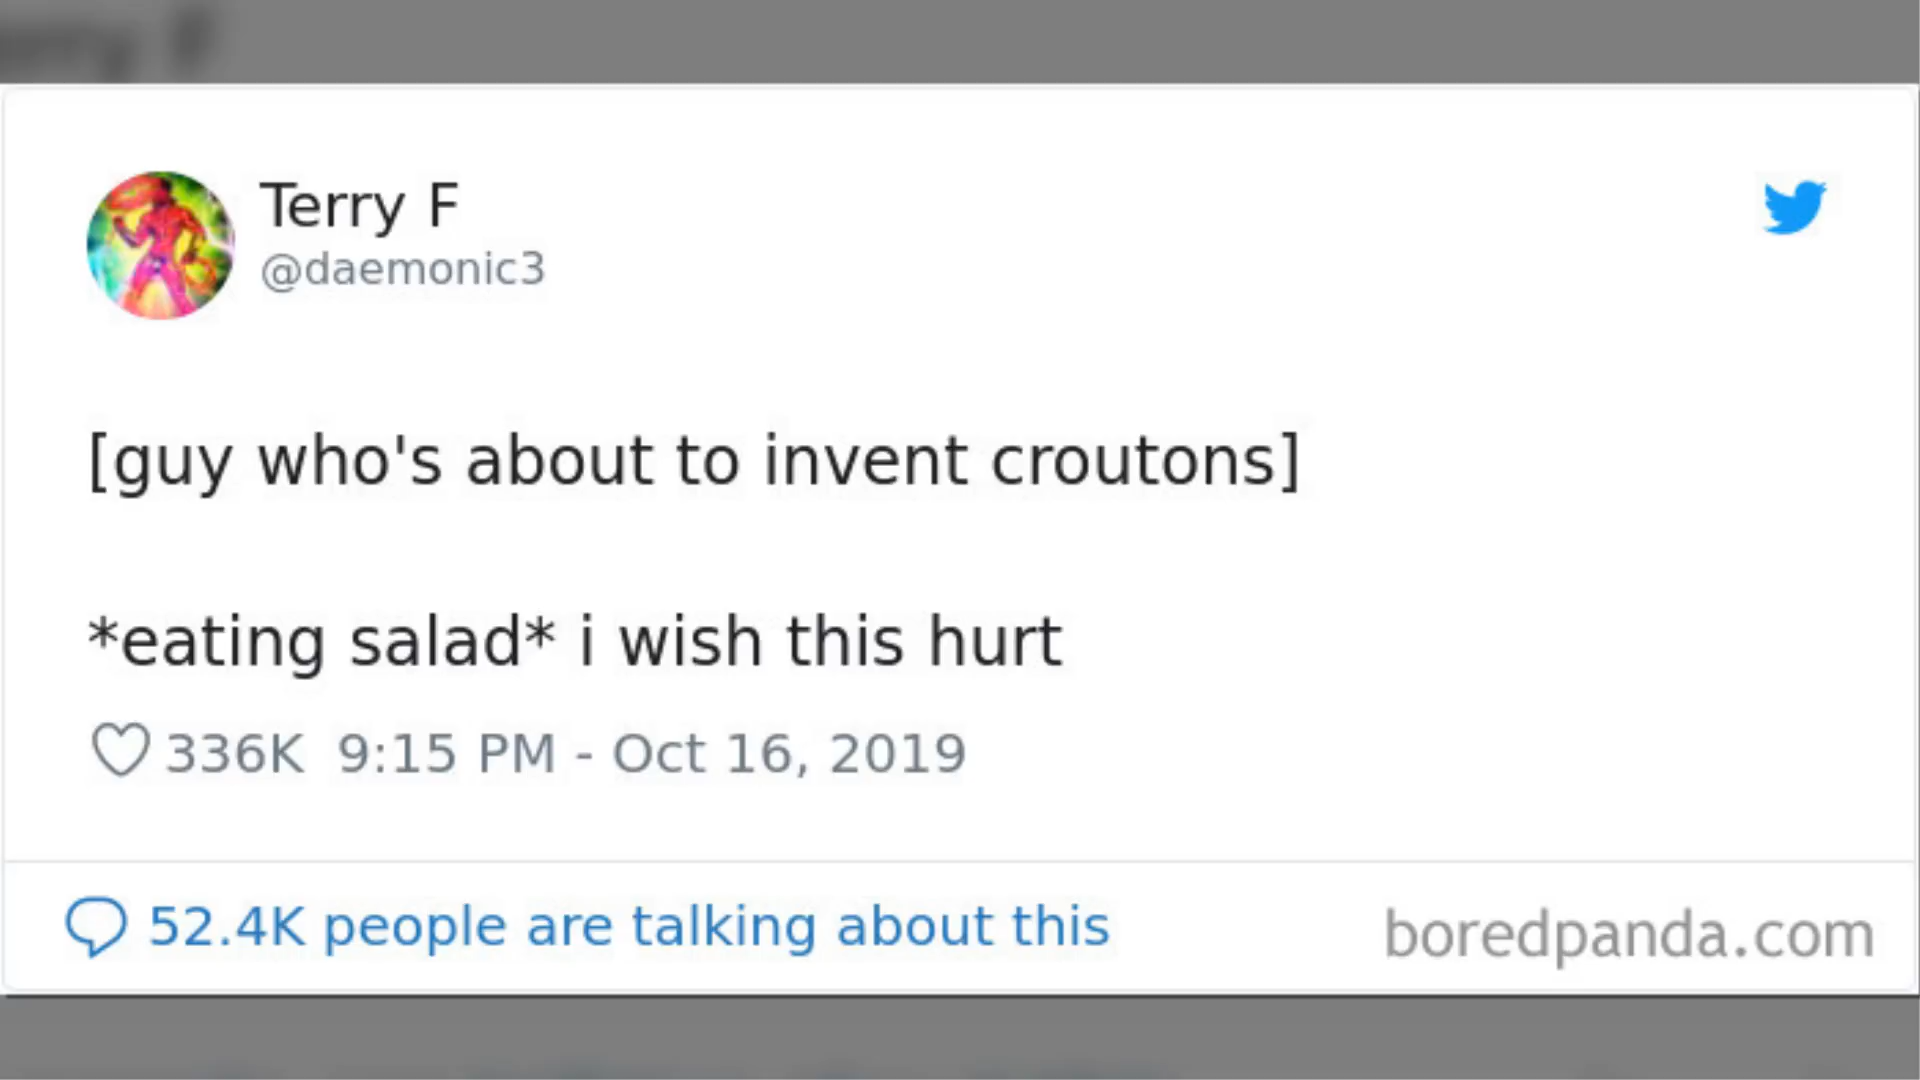 Terry F
@daemonic3
[guy who's about to invent croutons]
*eating salad* i wish this hurt
336K 9:15 PM - Oct 16, 2019
52.4K people are talking about this
boredpanda.com